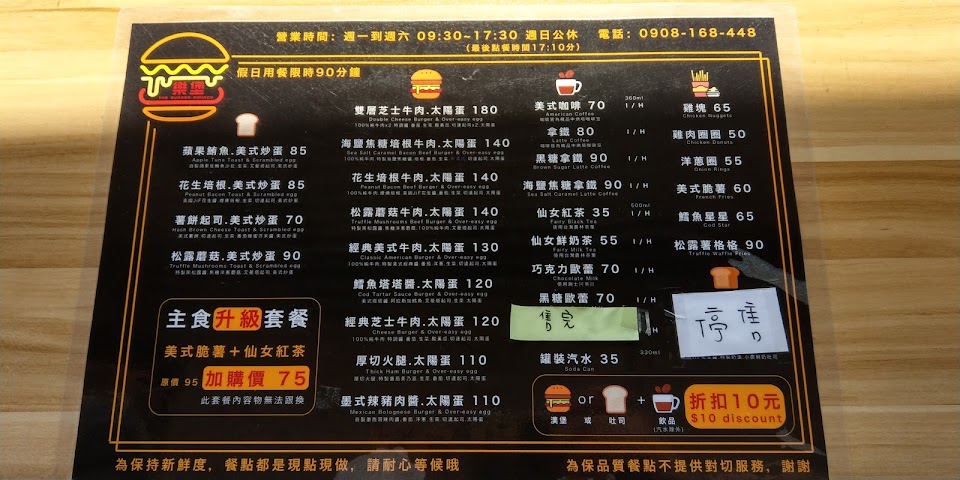 營業時間：週一到週六 09:30~17:30 週日公休 電話：0908-168-448
(最後點餐時間17:10分)
樂堡
THE BURGER BRUNCH
假日用餐限時90分鐘
蘋果鮪魚.美式炒蛋 85
Apple Tuna Toast & Scrambled egg
花生培根.美式炒蛋 85
Peanut Bacon Toast & Scrambled egg
薯餅起司.美式炒蛋 70
Hash Brown Cheese Toast & Scrambled egg
松露蘑菇.美式炒蛋 90
Truffle Mushrooms Toast & Scrambled egg
主食升級套餐
美式脆薯＋仙女紅茶
原價 95 加購價 75
此套餐內容物無法更換
雙層芝士牛肉.太陽蛋 180
Double Cheese Burger & Over-easy egg
海鹽焦糖培根牛肉.太陽蛋 140
Sea Salt Caramel Bacon Beef Burger & Over-easy egg
花生培根牛肉.太陽蛋 140
Peanut Bacon Beef Burger & Over-easy egg
松露蘑菇牛肉.太陽蛋 140
Truffle Mushrooms Beef Burger & Over-easy egg
經典美式牛肉.太陽蛋 130
Classic American Burger & Over-easy egg
鱈魚塔塔醬.太陽蛋 120
Cod Tartar Sauce Burger & Over-easy egg
經典芝士牛肉.太陽蛋 120
Cheese Burger & Over-easy egg
厚切火腿.太陽蛋 110
Thick Ham Burger & Over-easy egg
墨式辣豬肉醬.太陽蛋 110
Mexican Bolognese Burger & Over-easy egg
360ml
美式咖啡 70 I / H
American Coffee
拿鐵 80 I / H
Latte Coffee
黑糖拿鐵 90 I / H
Brown Sugar Latte
海鹽焦糖拿鐵 90 I / H
Sea Salt Caramel Latte
500ml
仙女紅茶 35 I / H
Fairy Black Tea
仙女鮮奶茶 55 I / H
Fairy Milk Tea
巧克力歐蕾 70 I / H
Chocolate Milk
黑糖歐蕾 70 I / H
售完
330ml
罐裝汽水 35
Soda Can
雞塊 65
Chicken Nuggets
雞肉圈圈 50
Chicken Donuts
洋蔥圈 55
Onion Rings
美式脆薯 60
French Fries
鱈魚星星 65
Cod Star
松露薯格格 90
Truffle Waffle Fries
停售
漢堡 or 或 吐司 + 飲品
(汽水除外)
折扣10元
$10 discount
為保持新鮮度，餐點都是現點現做，請耐心等候哦
為保品質餐點不提供對切服務，謝謝